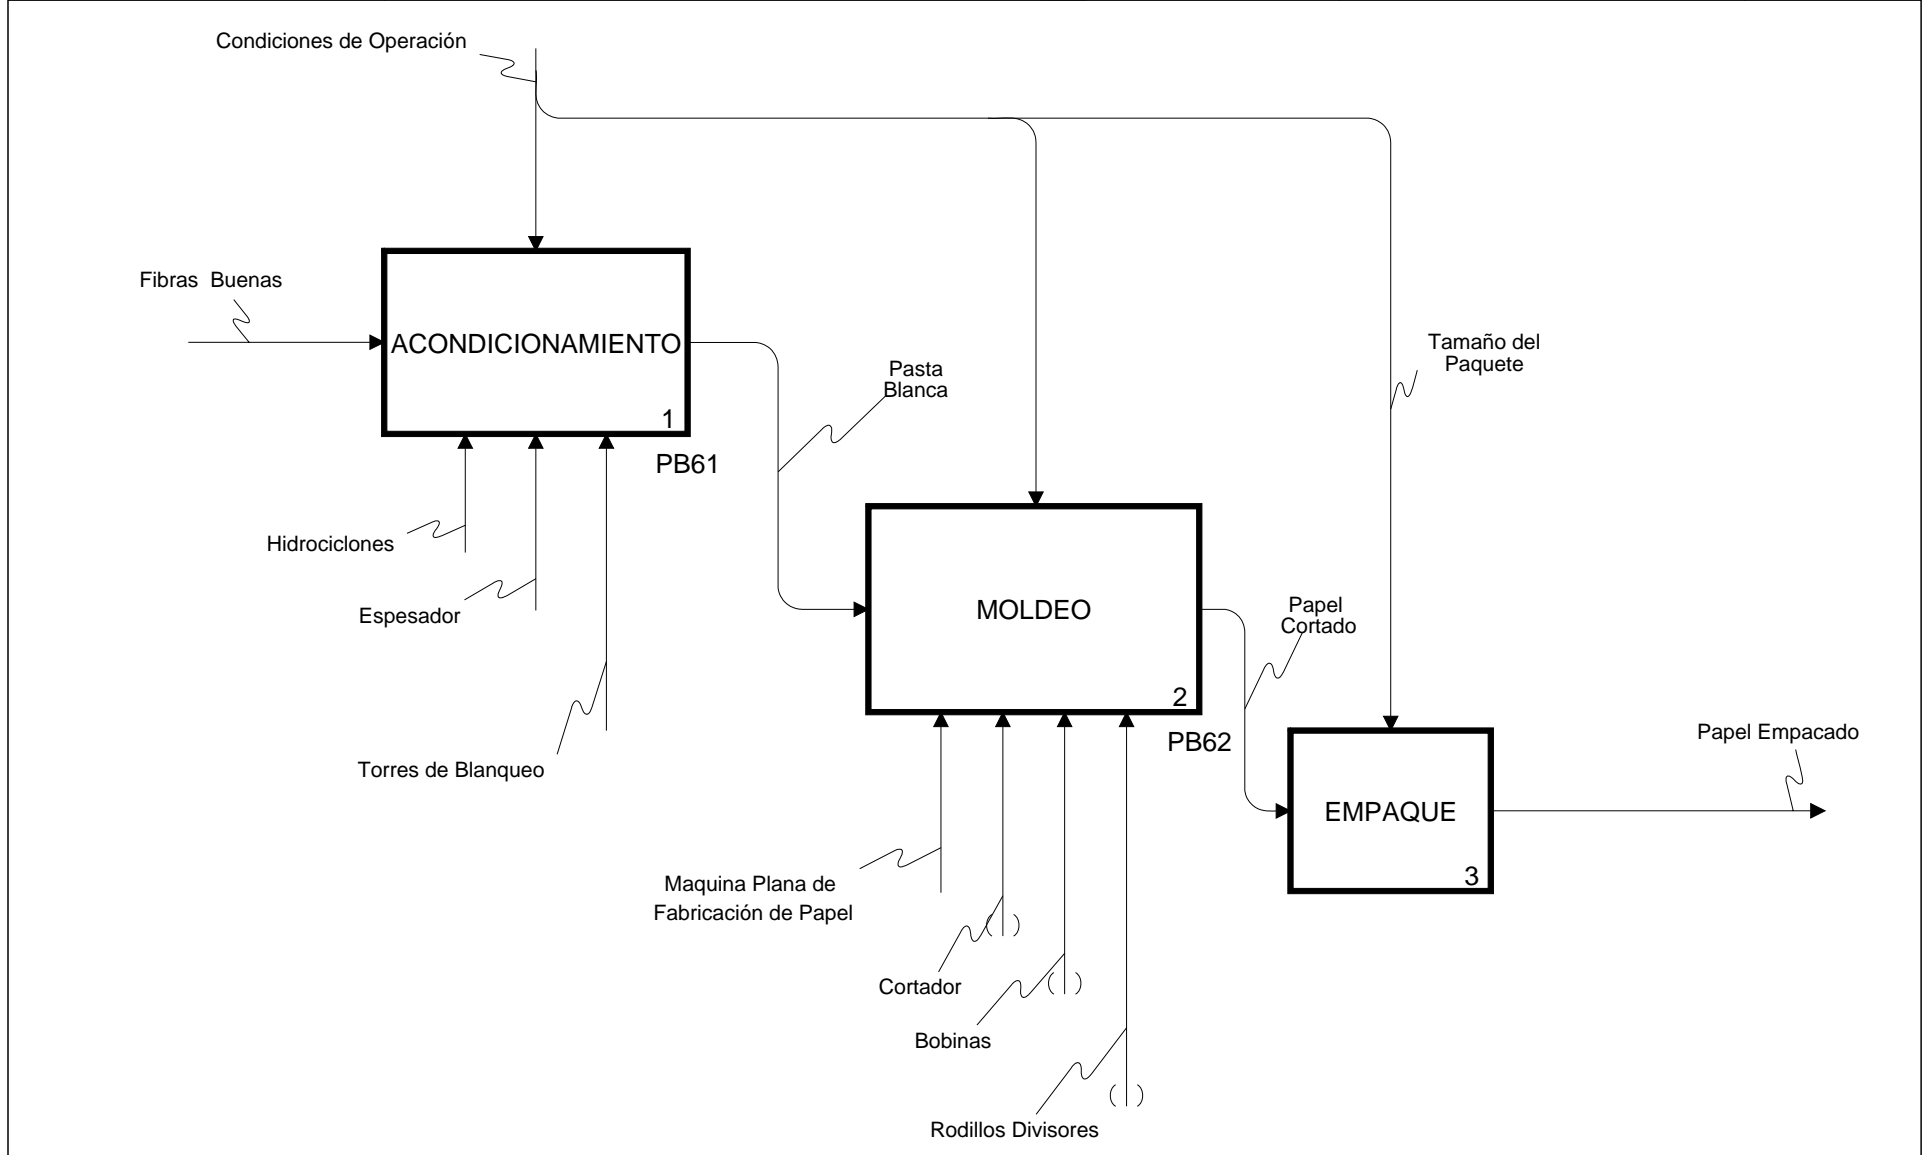 Condiciones de Operación
Fibras Buenas
ACONDICIONAMIENTO
1
PB61
Tamaño del
Paquete
Pasta
Blanca
Hidrociclones
Espesador
Torres de Blanqueo
MOLDEO
2
PB62
Papel
Cortado
Papel Empacado
EMPAQUE
3
Maquina Plana de
Fabricación de Papel
Cortador
Bobinas
Rodillos Divisores